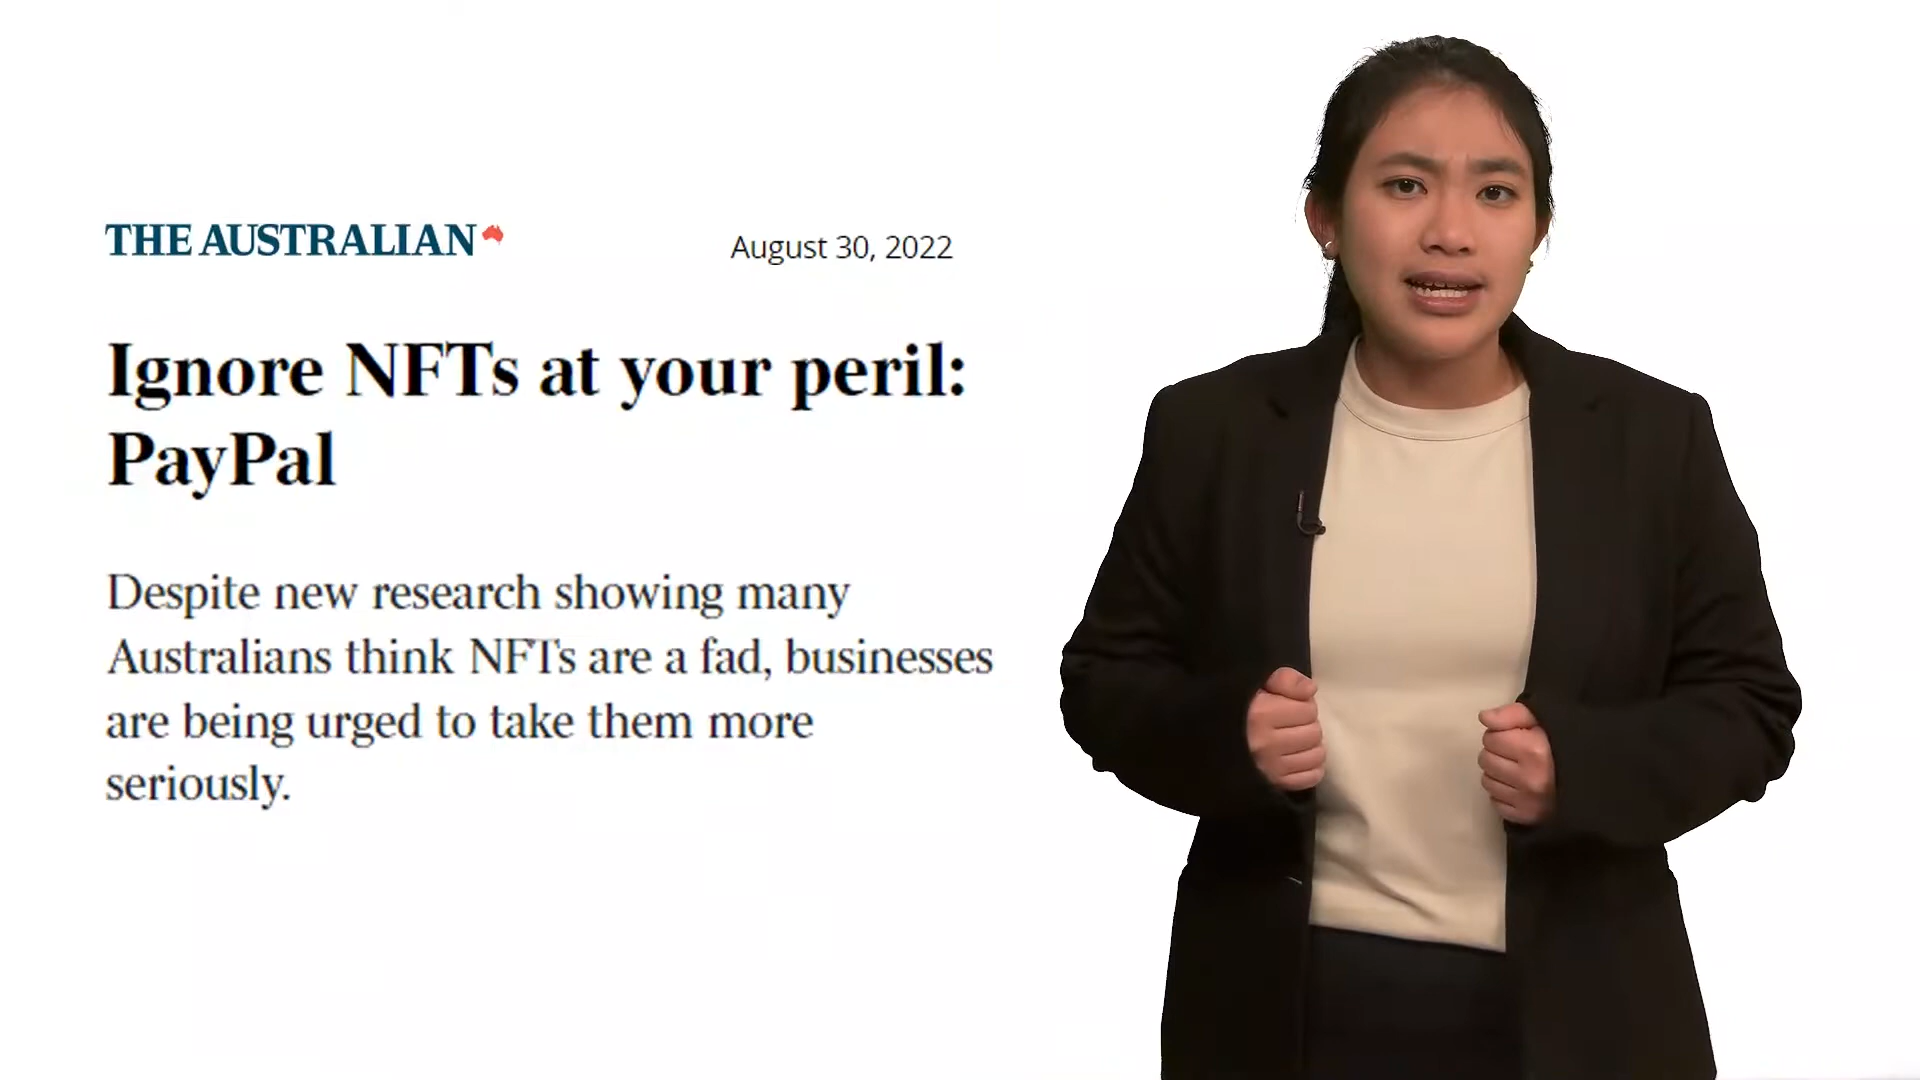 THE AUSTRALIAN
August 30, 2022
Ignore NFTs at your peril:
PayPal
Despite new research showing many
Australians think NFTs are a fad, businesses
are being urged to take them more
seriously.